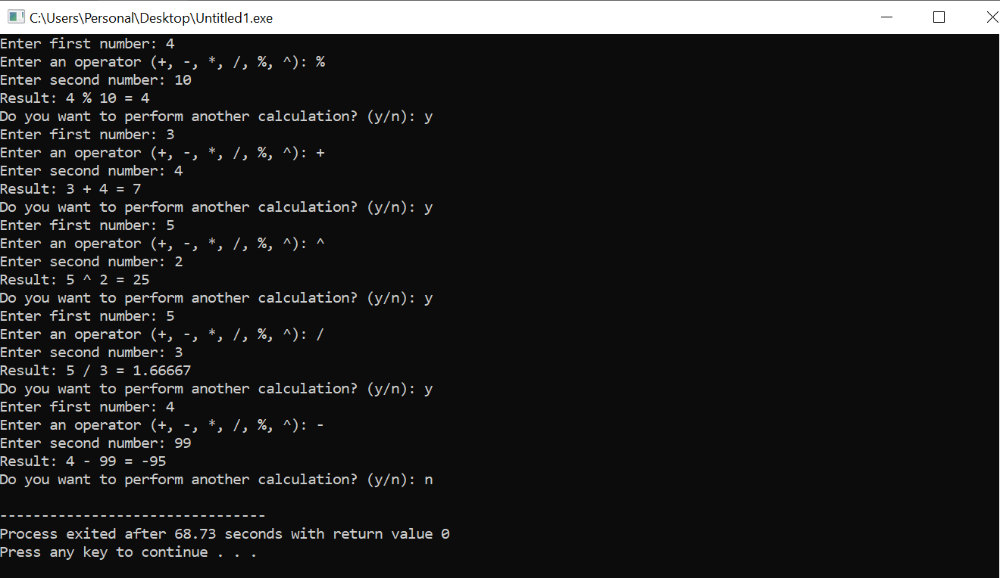 C:\Users\Personal\Desktop\Untitled1.exe
Enter first number: 4
Enter an operator (+, -, *, /, %, ^): %
Enter second number: 10
Result: 4 % 10 = 4
Do you want to perform another calculation? (y/n): y
Enter first number: 3
Enter an operator (+, -, *, /, %, ^): +
Enter second number: 4
Result: 3 + 4 = 7
Do you want to perform another calculation? (y/n): y
Enter first number: 5
Enter an operator (+, -, *, /, %, ^): ^
Enter second number: 2
Result: 5 ^ 2 = 25
Do you want to perform another calculation? (y/n): y
Enter first number: 5
Enter an operator (+, -, *, /, %, ^): /
Enter second number: 3
Result: 5 / 3 = 1.66667
Do you want to perform another calculation? (y/n): y
Enter first number: 4
Enter an operator (+, -, *, /, %, ^): -
Enter second number: 99
Result: 4 - 99 = -95
Do you want to perform another calculation? (y/n): n
--------------------------------
Process exited after 68.73 seconds with return value 0
Press any key to continue . . .